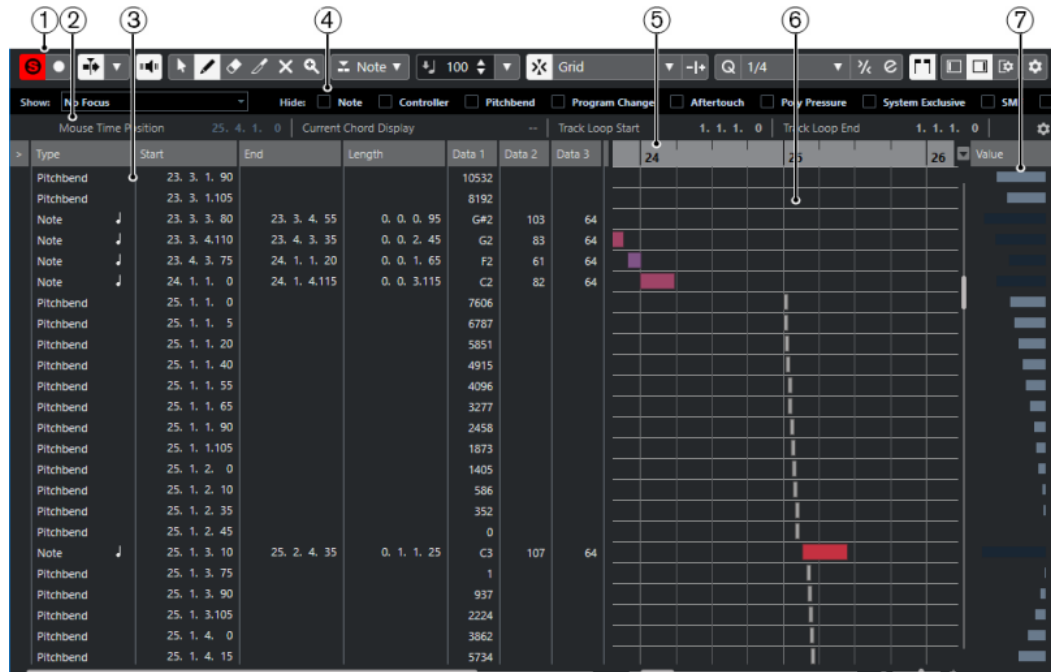 1 2 3 4 5 6 7
S Note 100 Grid Q 1/4
Show: No Focus Hide: Note Controller Pitchbend Program Change Aftertouch Poly Pressure System Exclusive SM
Mouse Time Position 25. 4. 1. 0 Current Chord Display -- Track Loop Start 1. 1. 1. 0 Track Loop End 1. 1. 1. 0
> Type Start End Length Data 1 Data 2 Data 3 24 25 26 Value
Pitchbend 23. 3. 1. 90 10532
Pitchbend 23. 3. 1.105 8192
Note 23. 3. 3. 80 23. 3. 4. 55 0. 0. 0. 95 G#2 103 64
Note 23. 3. 4.110 23. 4. 3. 35 0. 0. 2. 45 G2 83 64
Note 23. 4. 3. 75 24. 1. 1. 20 0. 0. 1. 65 F2 61 64
Note 24. 1. 1. 0 24. 1. 4.115 0. 0. 3.115 C2 82 64
Pitchbend 25. 1. 1. 0 7606
Pitchbend 25. 1. 1. 5 6787
Pitchbend 25. 1. 1. 20 5851
Pitchbend 25. 1. 1. 40 4915
Pitchbend 25. 1. 1. 55 4096
Pitchbend 25. 1. 1. 65 3277
Pitchbend 25. 1. 1. 90 2458
Pitchbend 25. 1. 1.105 1873
Pitchbend 25. 1. 2. 0 1405
Pitchbend 25. 1. 2. 10 586
Pitchbend 25. 1. 2. 35 352
Pitchbend 25. 1. 2. 45 0
Note 25. 1. 3. 10 25. 2. 4. 35 0. 1. 1. 25 C3 107 64
Pitchbend 25. 1. 3. 75 1
Pitchbend 25. 1. 3. 90 937
Pitchbend 25. 1. 3.105 2224
Pitchbend 25. 1. 4. 0 3862
Pitchbend 25. 1. 4. 15 5734